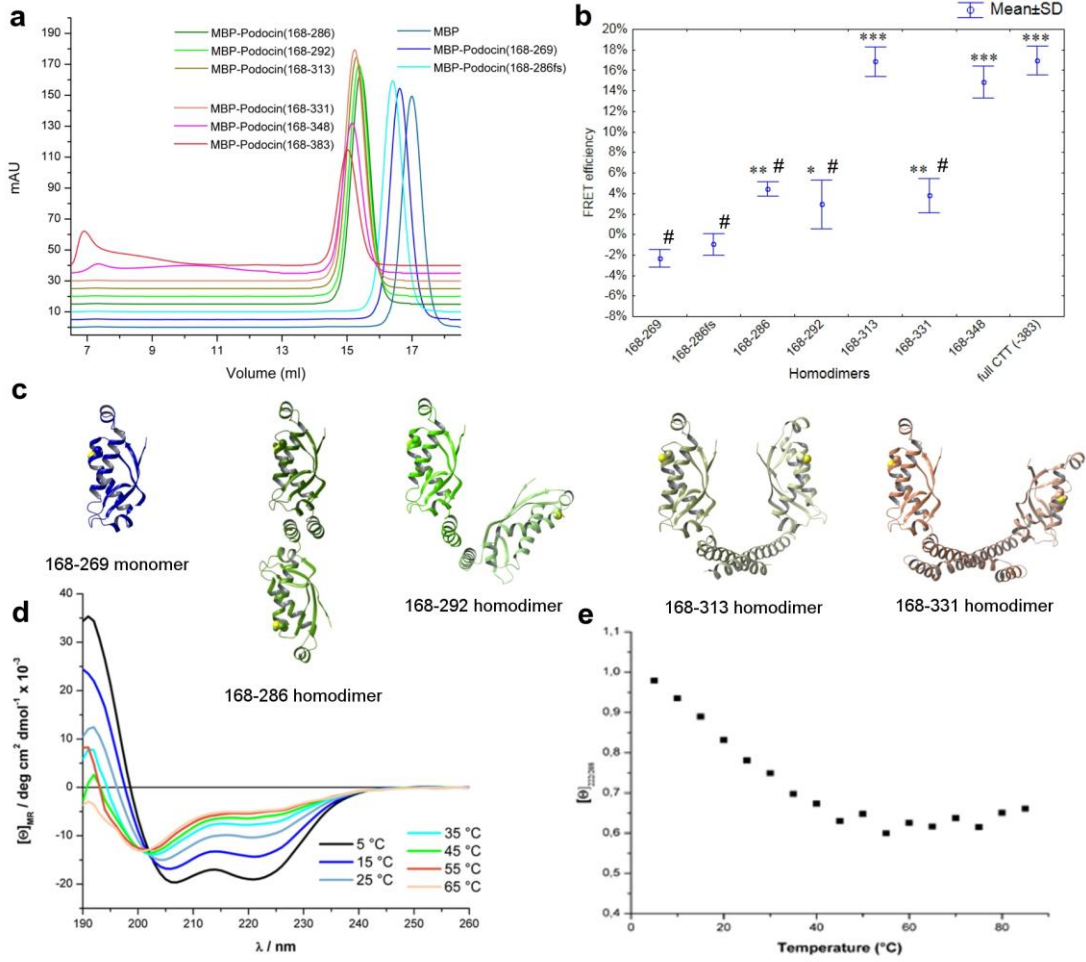 a
190
170
150
130
110
90
70
50
30
10
mAU
7
9
11
13
15
17
Volume (ml)
MBP-Podocin(168-286)
MBP-Podocin(168-292)
MBP-Podocin(168-313)
MBP-Podocin(168-331)
MBP-Podocin(168-348)
MBP-Podocin(168-383)
MBP
MBP-Podocin(168-269)
MBP-Podocin(168-286fs)
b
Mean±SD
20%
18%
16%
14%
12%
10%
8%
6%
4%
2%
0%
-2%
-4%
-6%
-8%
FRET efficiency
#
#
** #
* #
***
** #
***
***
168-269
168-286fs
168-286
168-292
168-313
168-331
168-348
full CTT (-383)
Homodimers
c
168-269 monomer
168-286 homodimer
168-292 homodimer
168-313 homodimer
168-331 homodimer
d
40
30
20
10
0
-10
-20
[Θ]MR / deg cm² dmol⁻¹ x 10⁻³
190
200
210
220
230
240
250
260
λ / nm
5 °C
15 °C
25 °C
35 °C
45 °C
55 °C
65 °C
e
1,1
1,0
0,9
0,8
0,7
0,6
0,5
0,4
[Θ]
0
20
40
60
80
Temperature (°C)